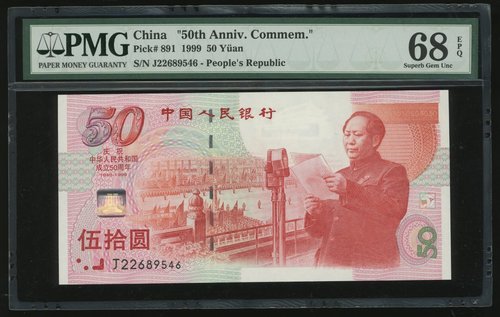 PMG
PAPER MONEY GUARANTY
China "50th Anniv. Commem."
Pick# 891 1999 50 Yüan
S/N J22689546 - People's Republic
68 EPQ
Superb Gem Unc
50
中国人民银行
庆祝
中华人民共和国
成立50周年
1949-1999
伍拾圆
J22689546
50